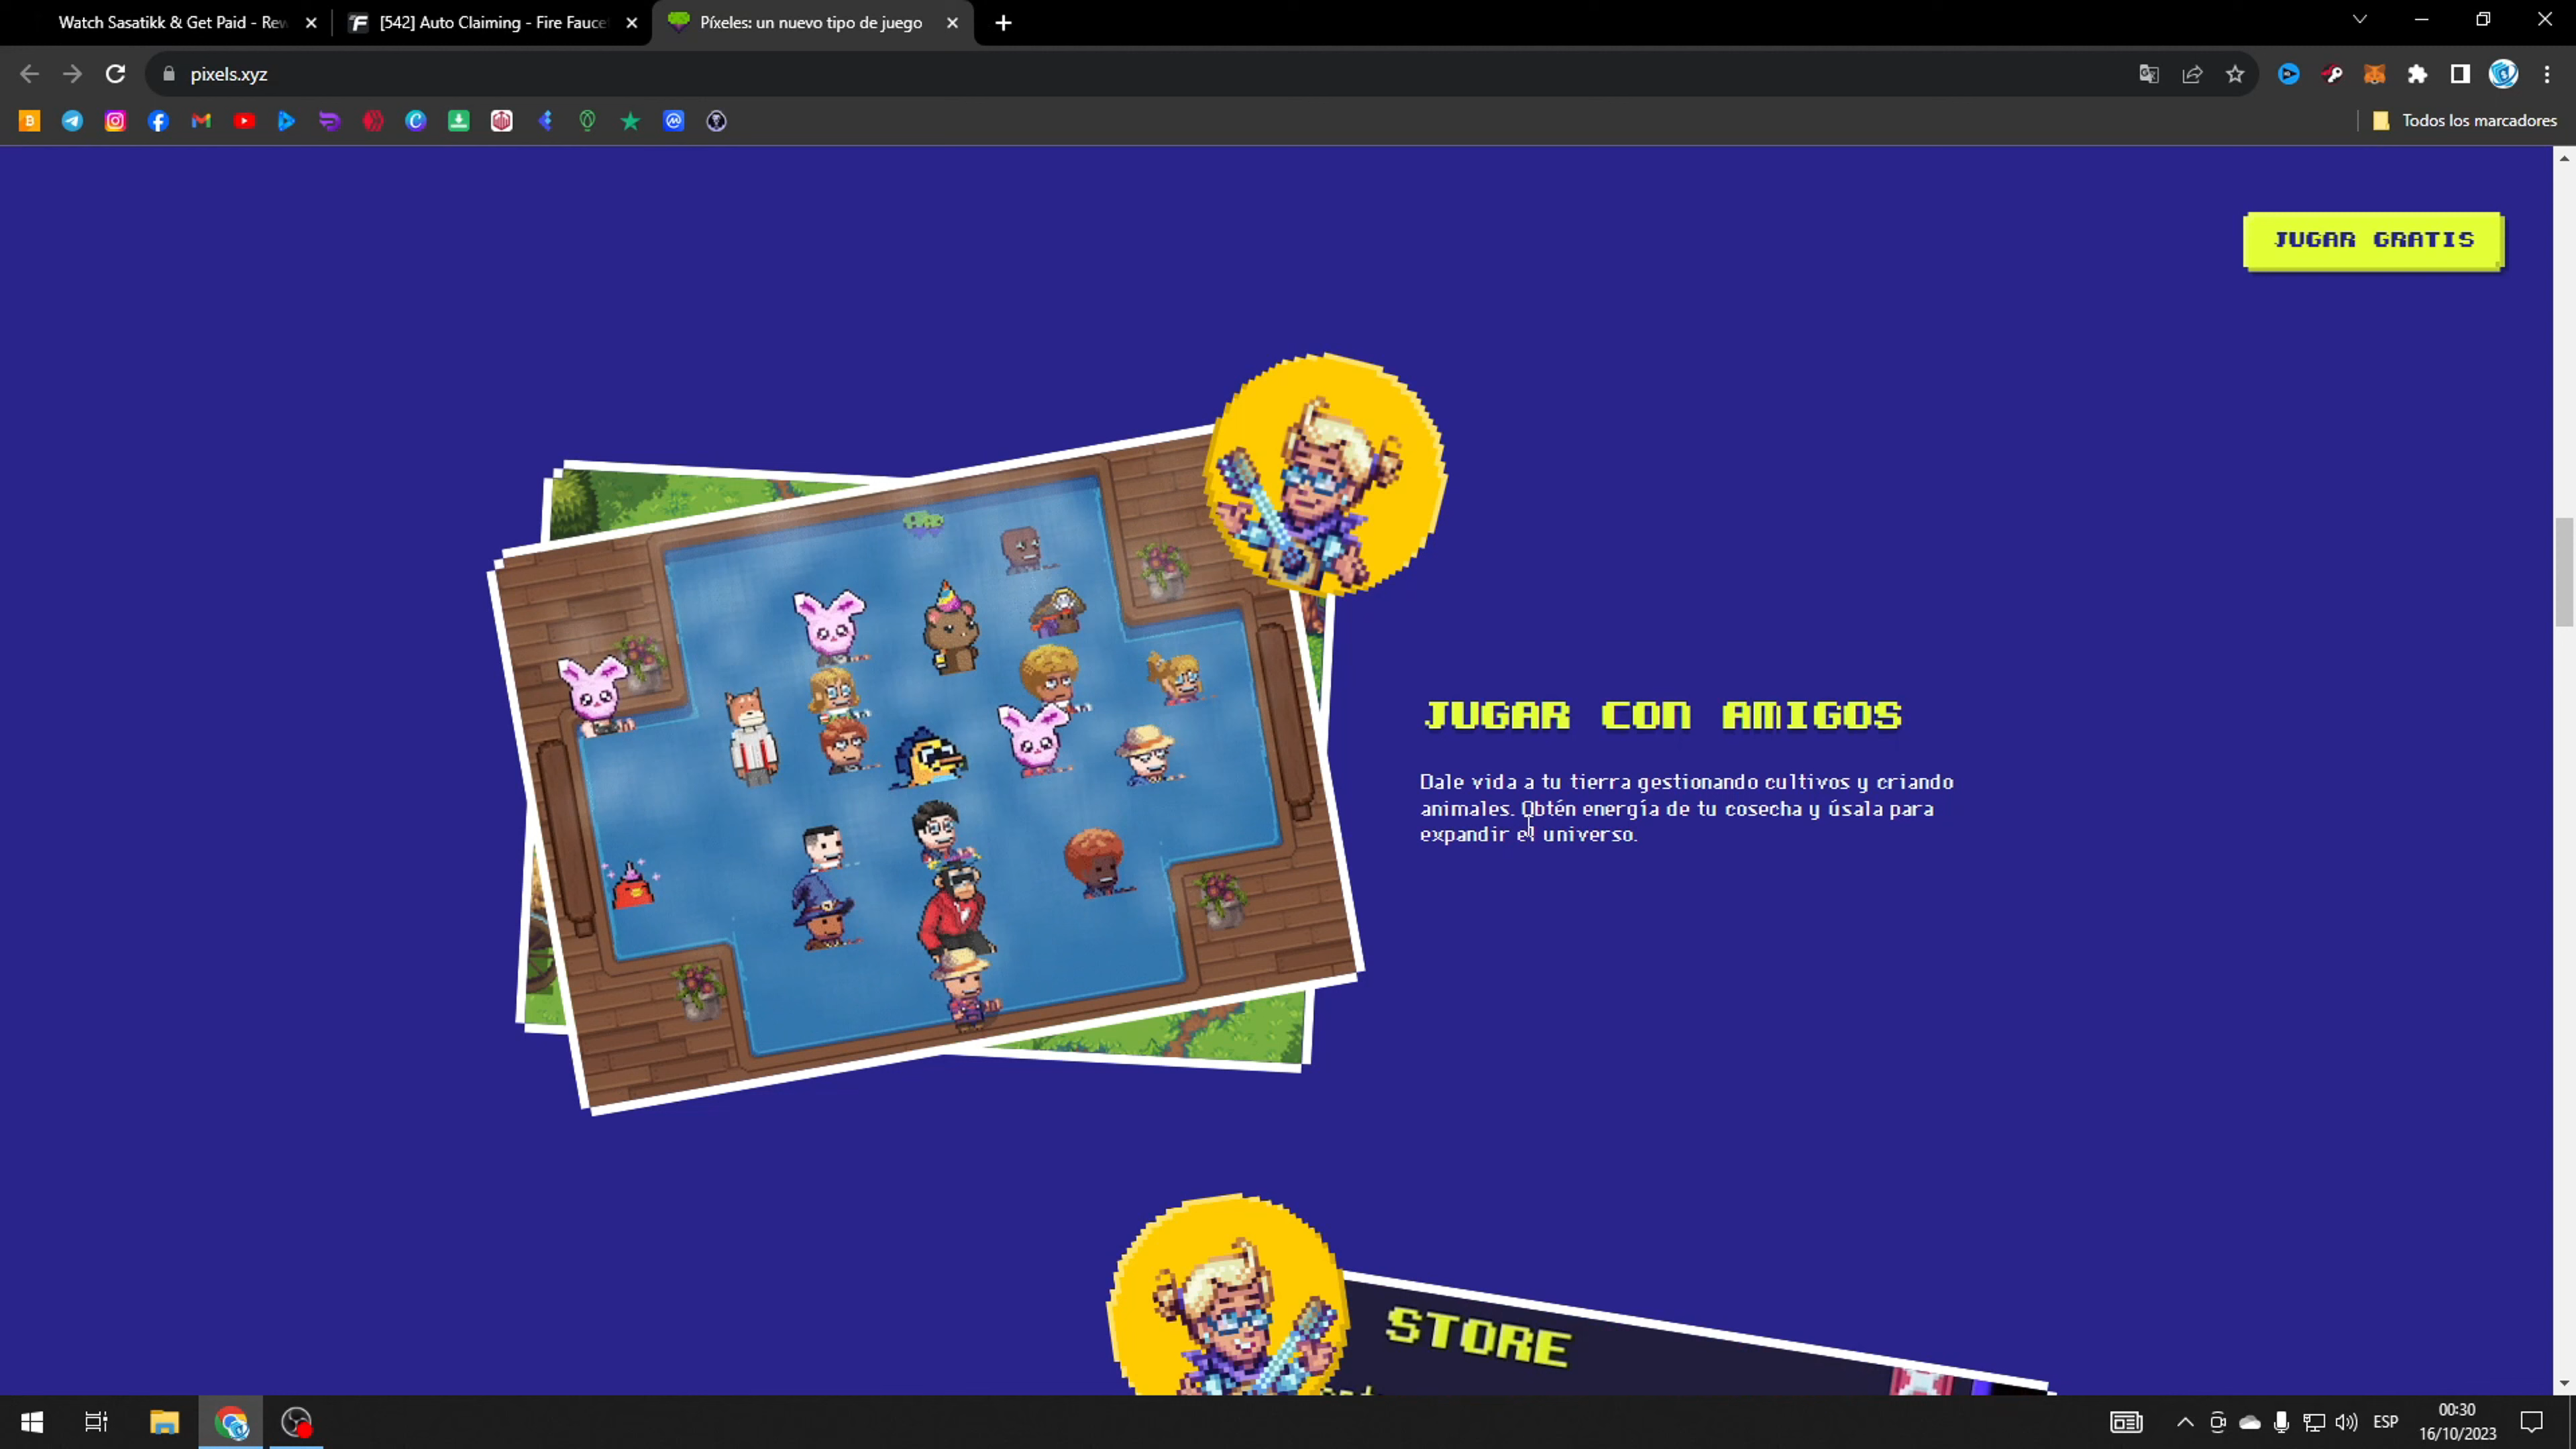 Watch Sasatikk & Get Paid - Rew
[542] Auto Claiming - Fire Fauce
Píxeles: un nuevo tipo de juego
pixels.xyz
Todos los marcadores
JUGAR GRATIS
JUGAR CON AMIGOS
Dale vida a tu tierra gestionando cultivos y criando
animales. Obtén energía de tu cosecha y úsala para
expandir el universo.
STORE
ESP
00:30
16/10/2023